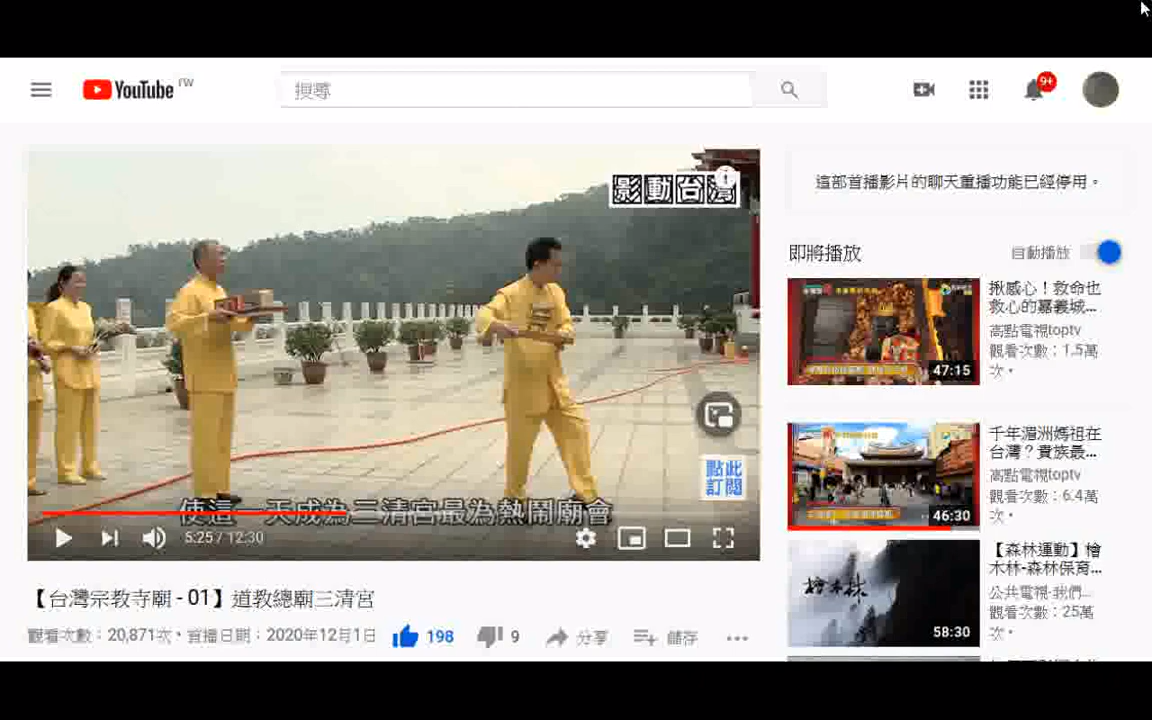 YouTube TW
搜尋
9+
影動台灣
這部首播影片的聊天重播功能已經停用。
即將播放
自動播放
揪感心！救命也
救心的嘉義城...
高點電視toptv
觀看次數：1.5萬
次·
47:15
千年湄洲媽祖在
台灣？貴族最...
高點電視toptv
觀看次數：6.4萬
次·
46:30
點此
訂閱
使這一天成為三清宮最為熱鬧廟會
5:25 / 12:30
【森林運動】檜
木林-森林保育...
公共電視-我們...
觀看次數：25萬
次·
檜木林
58:30
【台灣宗教寺廟 - 01】道教總廟三清宮
觀看次數：20,871次·首播日期：2020年12月1日
198
9
分享
儲存